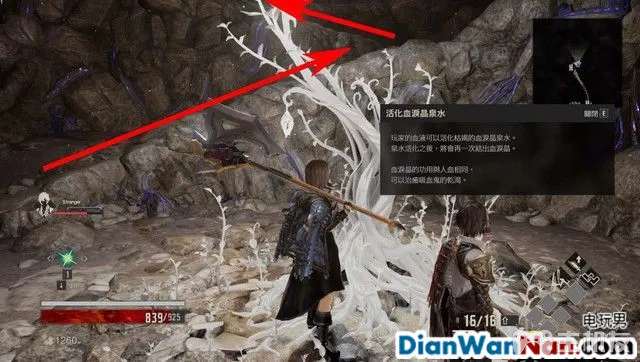 活化血淚晶泉水
關閉 E
玩家的血液可以活化枯竭的血淚晶泉水。
泉水活化之後，將會再一次結出血淚晶。
血淚晶的功用與人血相同，
可以治癒吸血鬼的乾渴。
Stranger
1
839/925
1260
16/16
电玩男
DianWanNan.com